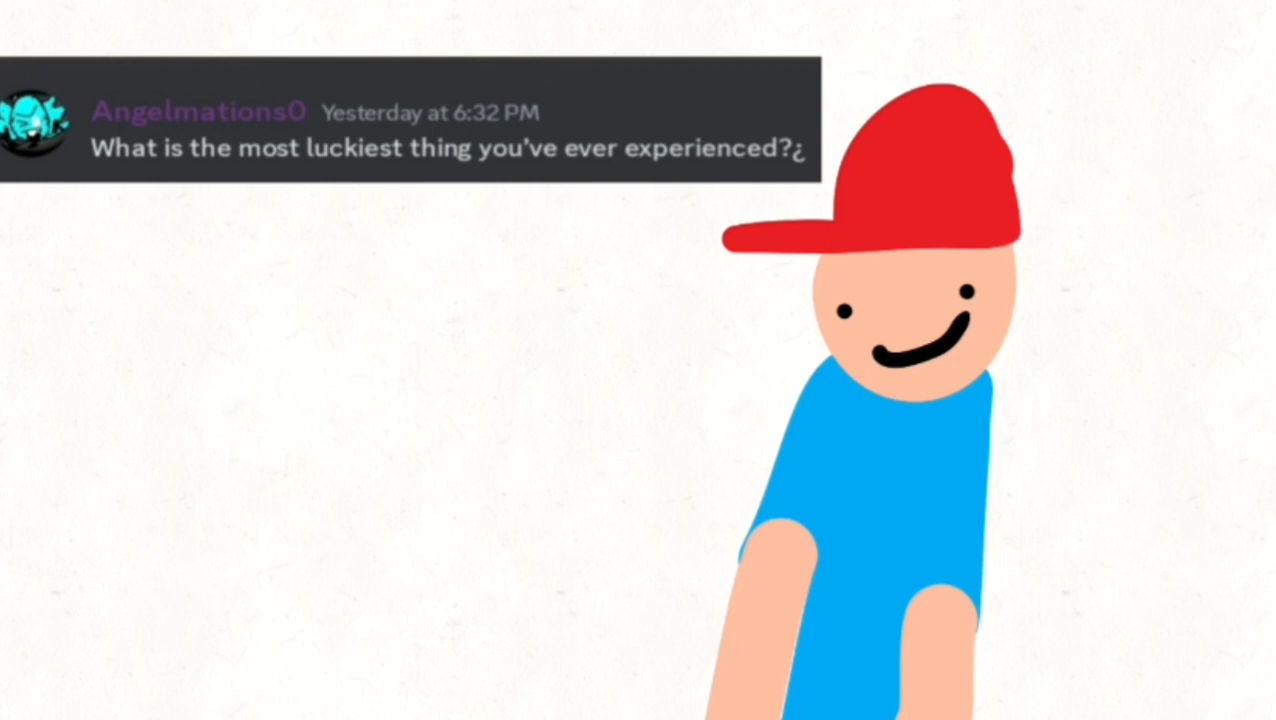 Angelmations0 Yesterday at 6:32 PM
What is the most luckiest thing you've ever experienced?¿